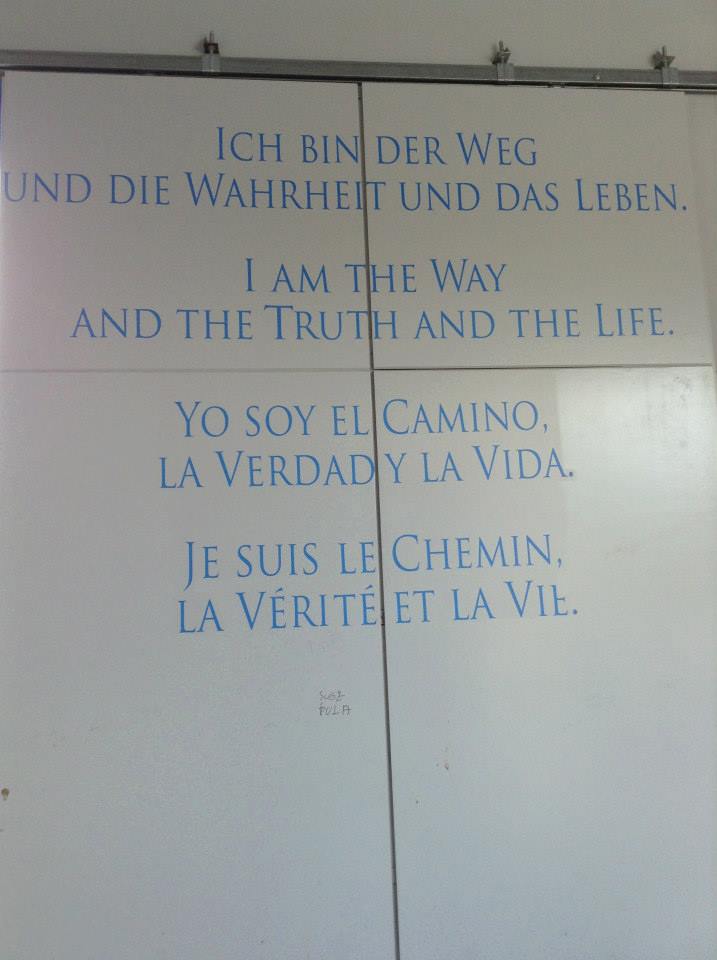 Ich bin der Weg
und die Wahrheit und das Leben.
I am the Way
and the Truth and the Life.
Yo soy el Camino,
la Verdad y la Vida.
Je suis le Chemin,
la Vérité et la Vie.